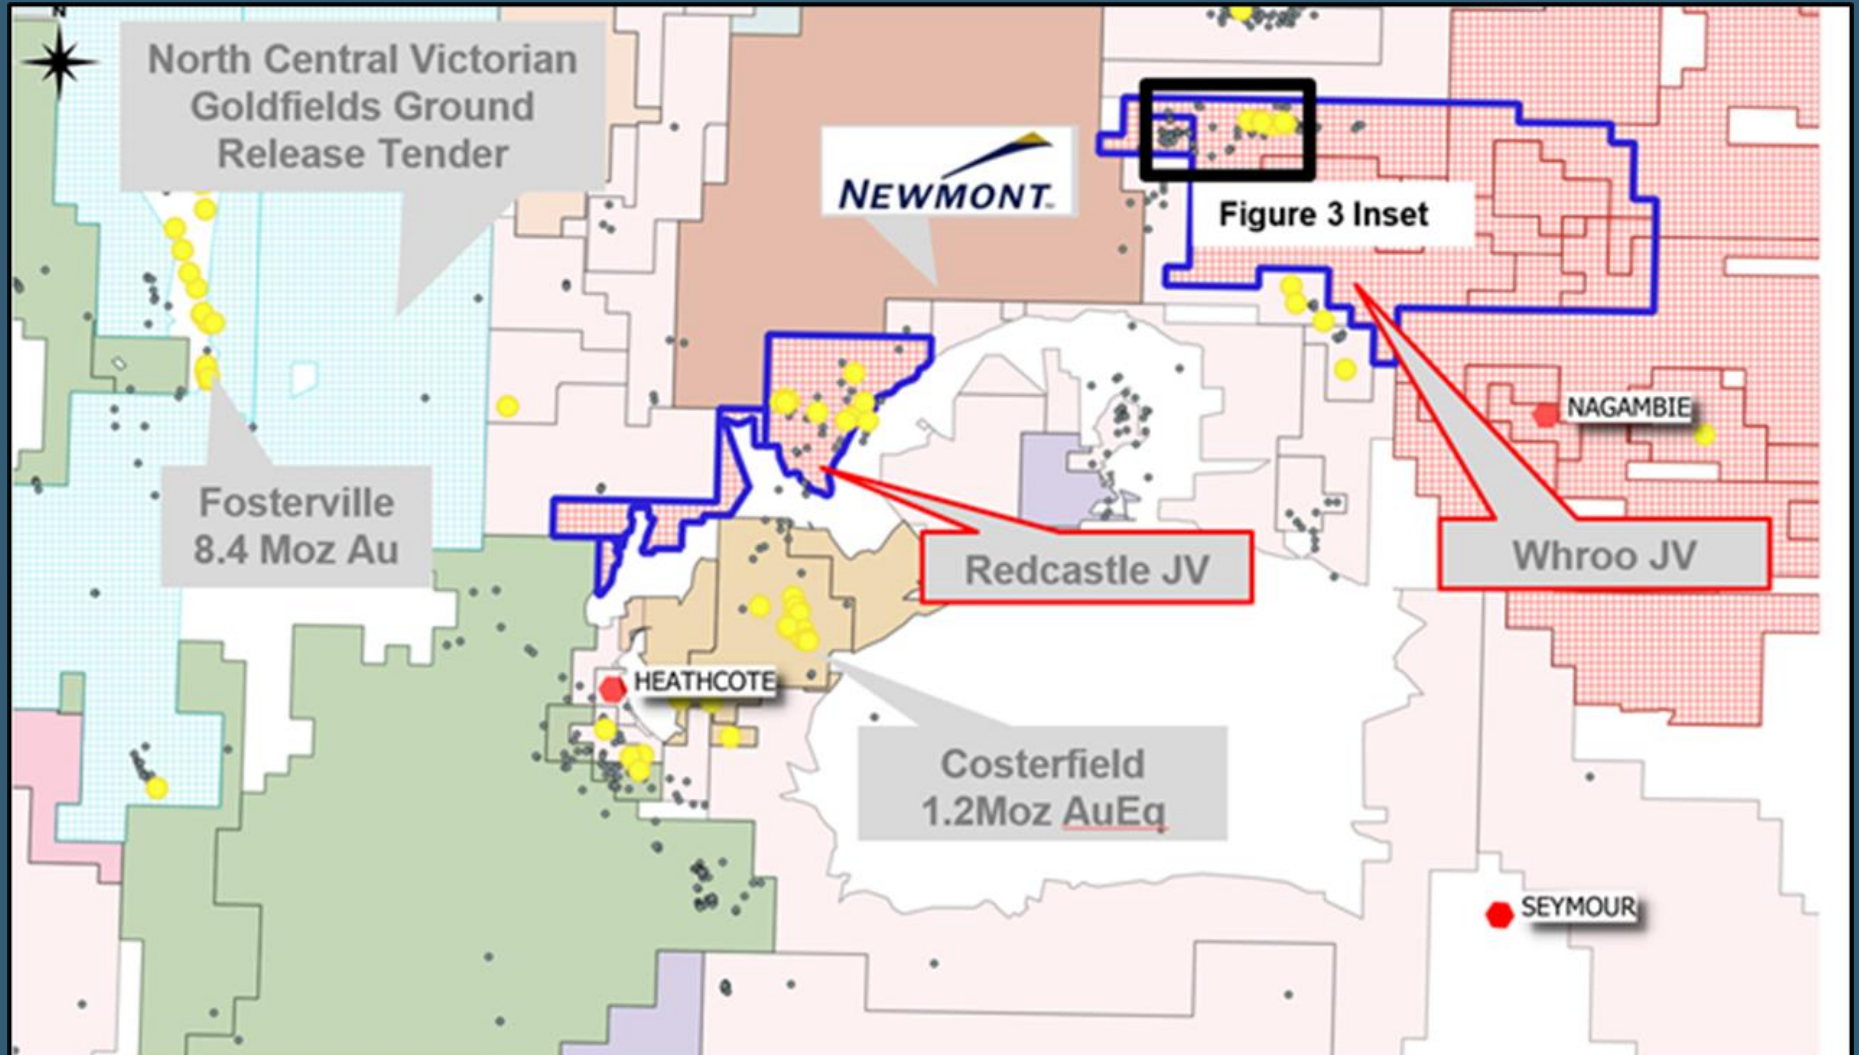 N
North Central Victorian
Goldfields Ground
Release Tender
NEWMONT™
Figure 3 Inset
NAGAMBIE
Fosterville
8.4 Moz Au
Redcastle JV
Whroo JV
HEATHCOTE
Costerfield
1.2Moz AuEq
SEYMOUR